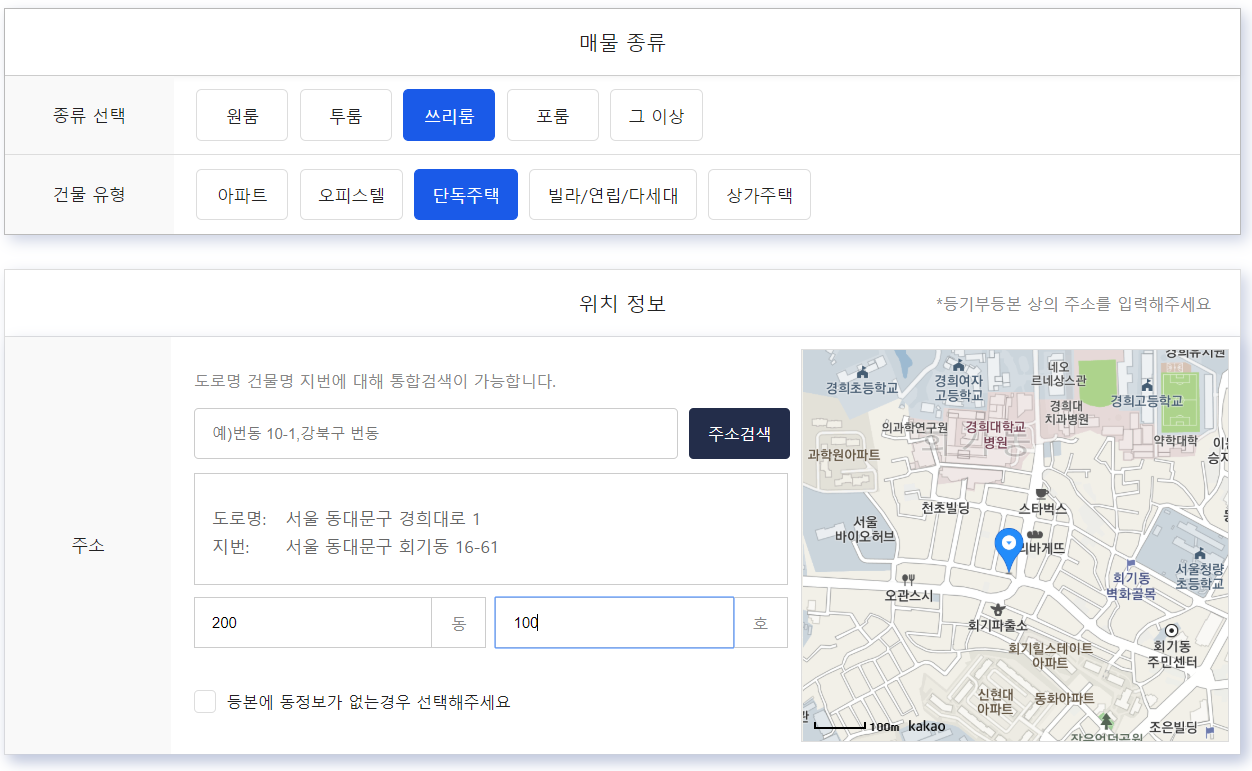 매물 종류
종류 선택
원룸
투룸
쓰리룸
포룸
그 이상
건물 유형
아파트
오피스텔
단독주택
빌라/연립/다세대
상가주택
위치 정보
*등기부등본 상의 주소를 입력해주세요
주소
도로명 건물명 지번에 대해 통합검색이 가능합니다.
예)번동 10-1,강북구 번동
주소검색
도로명: 서울 동대문구 경희대로 1
지번: 서울 동대문구 회기동 16-61
200
동
100
호
등본에 동정보가 없는경우 선택해주세요
경희유치원
경희초등학교
경희여자
고등학교
네오
르네상스관
경희고등학교
경희대
치과병원
의과학연구원
경희대학교
병원
약학대학
과학원아파트
천초빌딩
스타벅스
서울
바이오허브
리바게뜨
서울청량
초등학교
회기동
벽화골목
오관스시
회기파출소
회기힐스테이트
아파트
회기동
주민센터
신현대
아파트
동화아파트
조은빌딩
100m
kakao